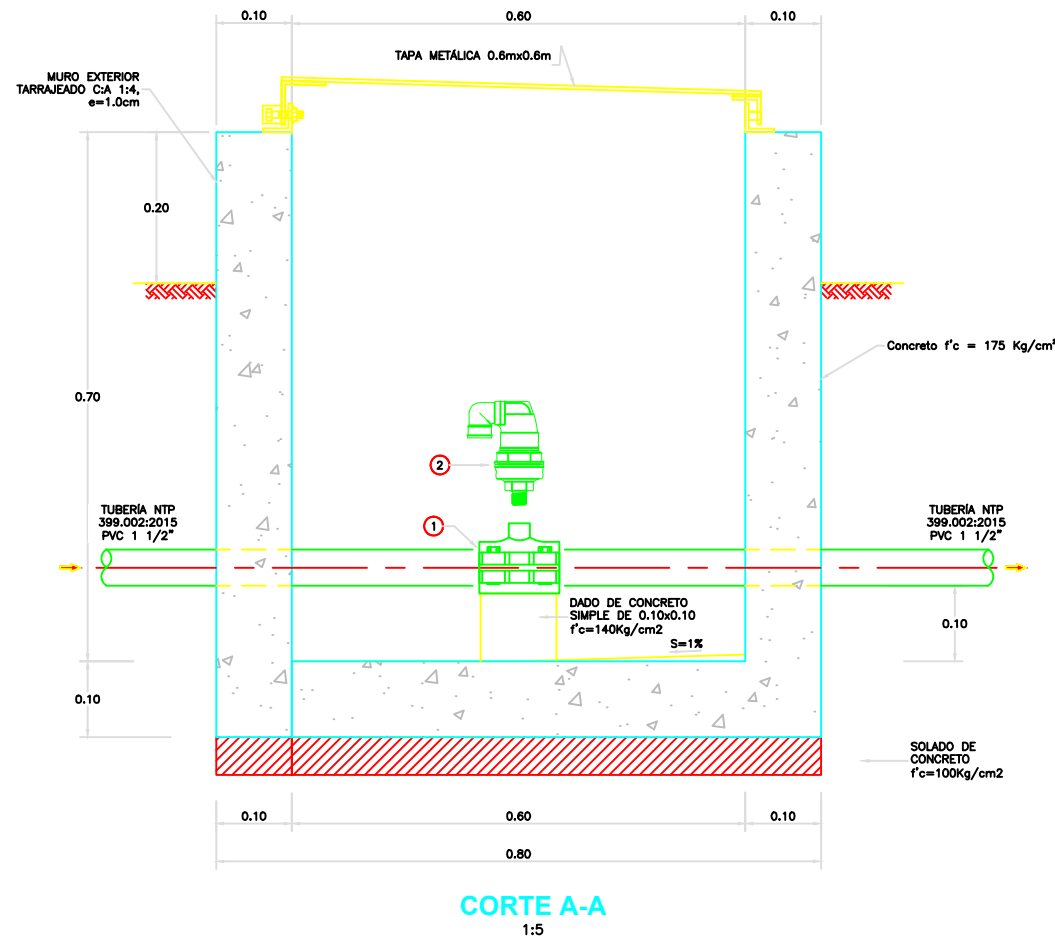 0.10
0.60
0.10
TAPA METÁLICA 0.6mx0.6m
MURO EXTERIOR
TARRAJEADO C:A 1:4,
e=1.0cm
0.20
Concreto f'c = 175 Kg/cm²
0.70
2
1
TUBERÍA NTP
399.002:2015
PVC 1 1/2"
TUBERÍA NTP
399.002:2015
PVC 1 1/2"
DADO DE CONCRETO
SIMPLE DE 0.10x0.10
f'c=140Kg/cm2
S=1%
0.10
0.10
SOLADO DE
CONCRETO
f'c=100Kg/cm2
0.10
0.60
0.10
0.80
CORTE A-A
1:5